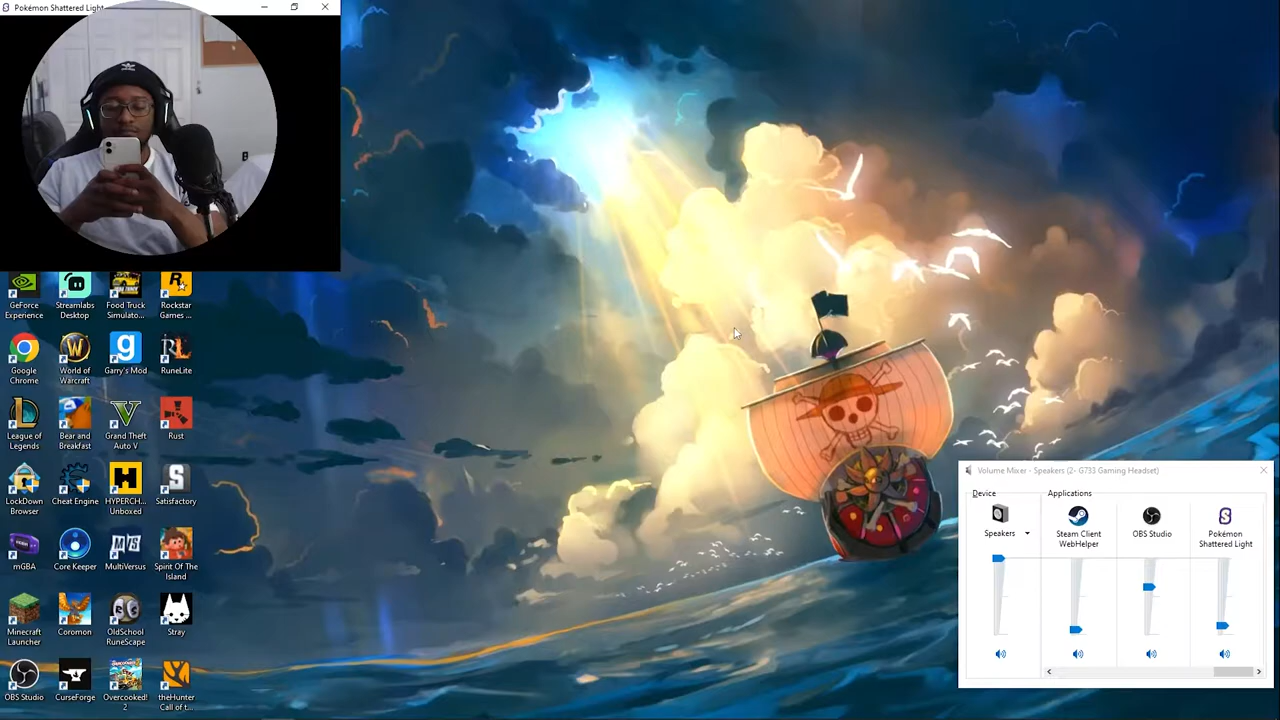 Pokémon Shattered Light
GeForce
Experience
Streamlabs
Desktop
Food Truck
Simulato...
Rockstar
Games ...
Google
Chrome
World of
Warcraft
Garry's Mod
RuneLite
League of
Legends
Bear and
Breakfast
Grand Theft
Auto V
Rust
LockDown
Browser
Cheat Engine
HYPERCH...
Unboxed
Satisfactory
mGBA
Core Keeper
MultiVersus
Spirit Of The
Island
Minecraft
Launcher
Coromon
OldSchool
RuneScape
Stray
OBS Studio
CurseForge
Overcooked!
2
theHunter
Call of t...
Volume Mixer - Speakers (2- G733 Gaming Headset)
Device
Applications
Speakers
Steam Client
WebHelper
OBS Studio
Pokémon
Shattered Light